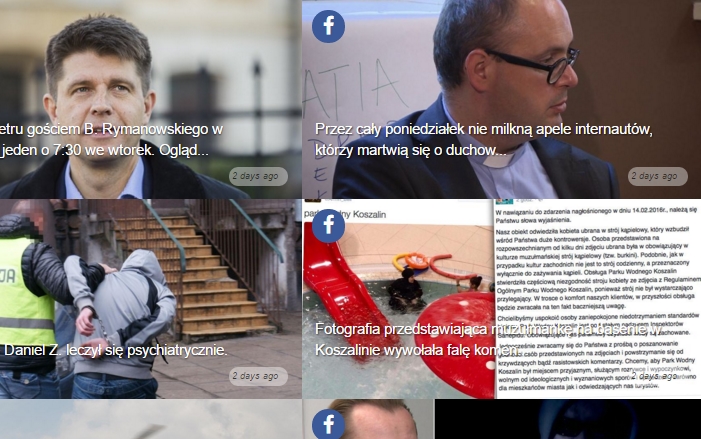 etru gościem B. Rymanowskiego w
jeden o 7:30 we wtorek. Ogląd...
2 days ago
ATIA
Przez cały poniedziałek nie milkną apele internautów,
którzy martwią się o duchow...
2 days ago
Daniel Z. leczył się psychiatrycznie.
2 days ago
Koszalin
W nawiązaniu do zdarzenia nagłośnionego w dniu 14.02.2016r., należą się
Państwu słowa wyjaśnienia.
Nasz obiekt odwiedziła kobieta ubrana w strój kąpielowy, który wzbudził
wśród Państwa duże kontrowersje. Osoba przedstawiona na
rozpowszechnianym od kilku dni zdjęciu ubrana była w obowiązujący w
kulturze muzułmańskiej strój kąpielowy (tzw. burkini). Podobnie, jak w
przypadku kultur zachodnich nie jest to strój codzienny, a przeznaczony
wyłącznie do zażywania kąpieli. Obsługa Parku Wodnego Koszalin
stwierdziła częściową niezgodność stroju kobiety ze zdjęcia z Regulaminem
Ogólnym Parku Wodnego Koszalin, ponieważ strój nie był wystarczająco
przylegający. W trosce o komfort naszych klientów, w przyszłości obsługa
będzie zwracała na ten fakt baczniejszą uwagę.
Chcielibyśmy uspokoić osoby zaniepokojone niedotrzymaniem standardów
Fotografia przedstawiająca muzułmankę na basenie w
Koszalinie wywołała falę komen...
zwracamy się do Państwa z prośbą o poszanowanie
osób przedstawionych na zdjęciach i powstrzymanie się od
krzywdzących bądź rasistowskich komentarzy. Chcemy, aby Park Wodny
Koszalin był miejscem przyjaznym, służącym
wolnym od ideologicznych i wyznaniowych
dla mieszkańców miasta jak i odwiedzających nas turystów.
2 days ago